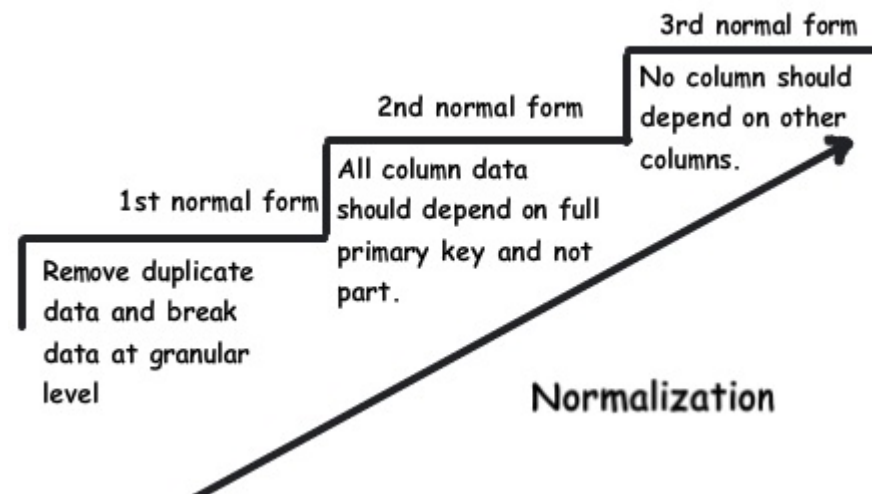 3rd normal form
No column should
depend on other
columns.
2nd normal form
All column data
should depend on full
primary key and not
part.
1st normal form
Remove duplicate
data and break
data at granular
level
Normalization